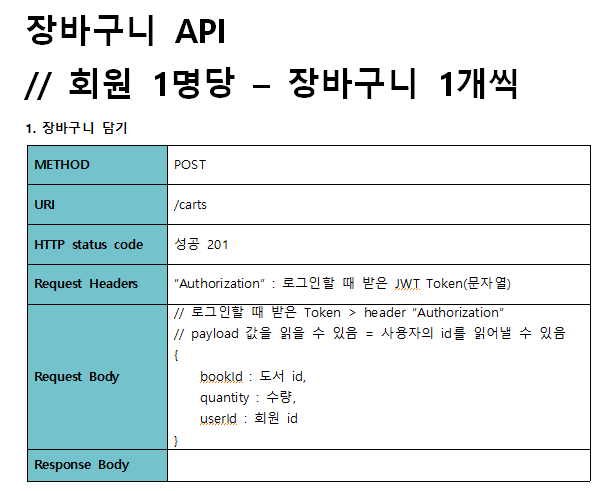 장바구니 API
// 회원 1명당 – 장바구니 1개씩
1. 장바구니 담기
METHOD POST
URI /carts
HTTP status code 성공 201
Request Headers "Authorization" : 로그인할 때 받은 JWT Token(문자열)
// 로그인할 때 받은 Token > header "Authorization"
// payload 값을 읽을 수 있음 = 사용자의 id를 읽어낼 수 있음
{
Request Body bookId : 도서 id,
quantity : 수량,
userId : 회원 id
}
Response Body